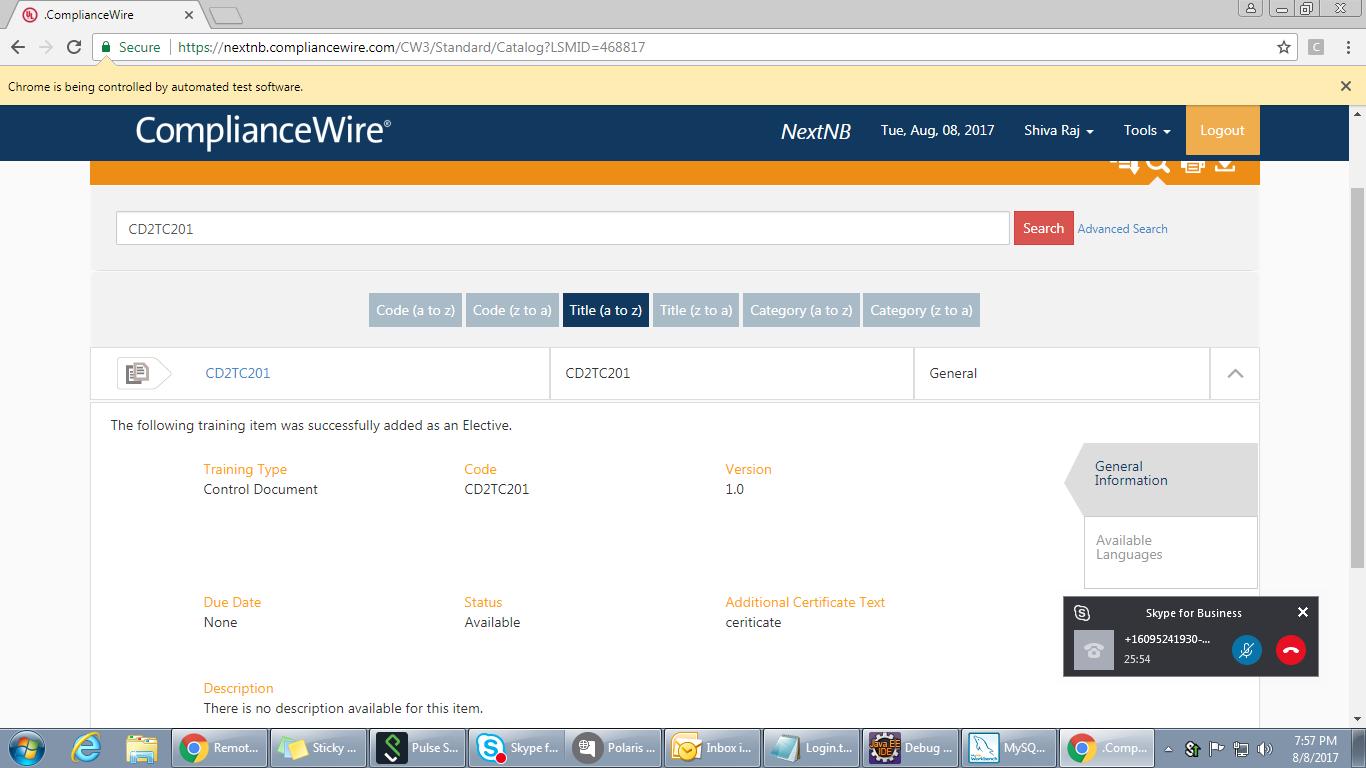 .ComplianceWire
Secure
https://nextnb.compliancewire.com/CW3/Standard/Catalog?LSMID=468817
C
Chrome is being controlled by automated test software.
ComplianceWire®
NextNB
Tue, Aug, 08, 2017
Shiva Raj
Tools
Logout
CD2TC201
Search
Advanced Search
Code (a to z)
Code (z to a)
Title (a to z)
Title (z to a)
Category (a to z)
Category (z to a)
CD2TC201
CD2TC201
General
The following training item was successfully added as an Elective.
Training Type
Code
Version
Control Document
CD2TC201
1.0
General
Information
Available
Languages
Due Date
Status
Additional Certificate Text
None
Available
cerificate
Skype for Business
+16095241930-...
25:54
Description
There is no description available for this item.
Remot...
Sticky ...
Pulse S...
Skype f...
Polaris ...
Inbox i...
Login.t...
Debug ...
MySQ...
.Comp...
7:57 PM
8/8/2017